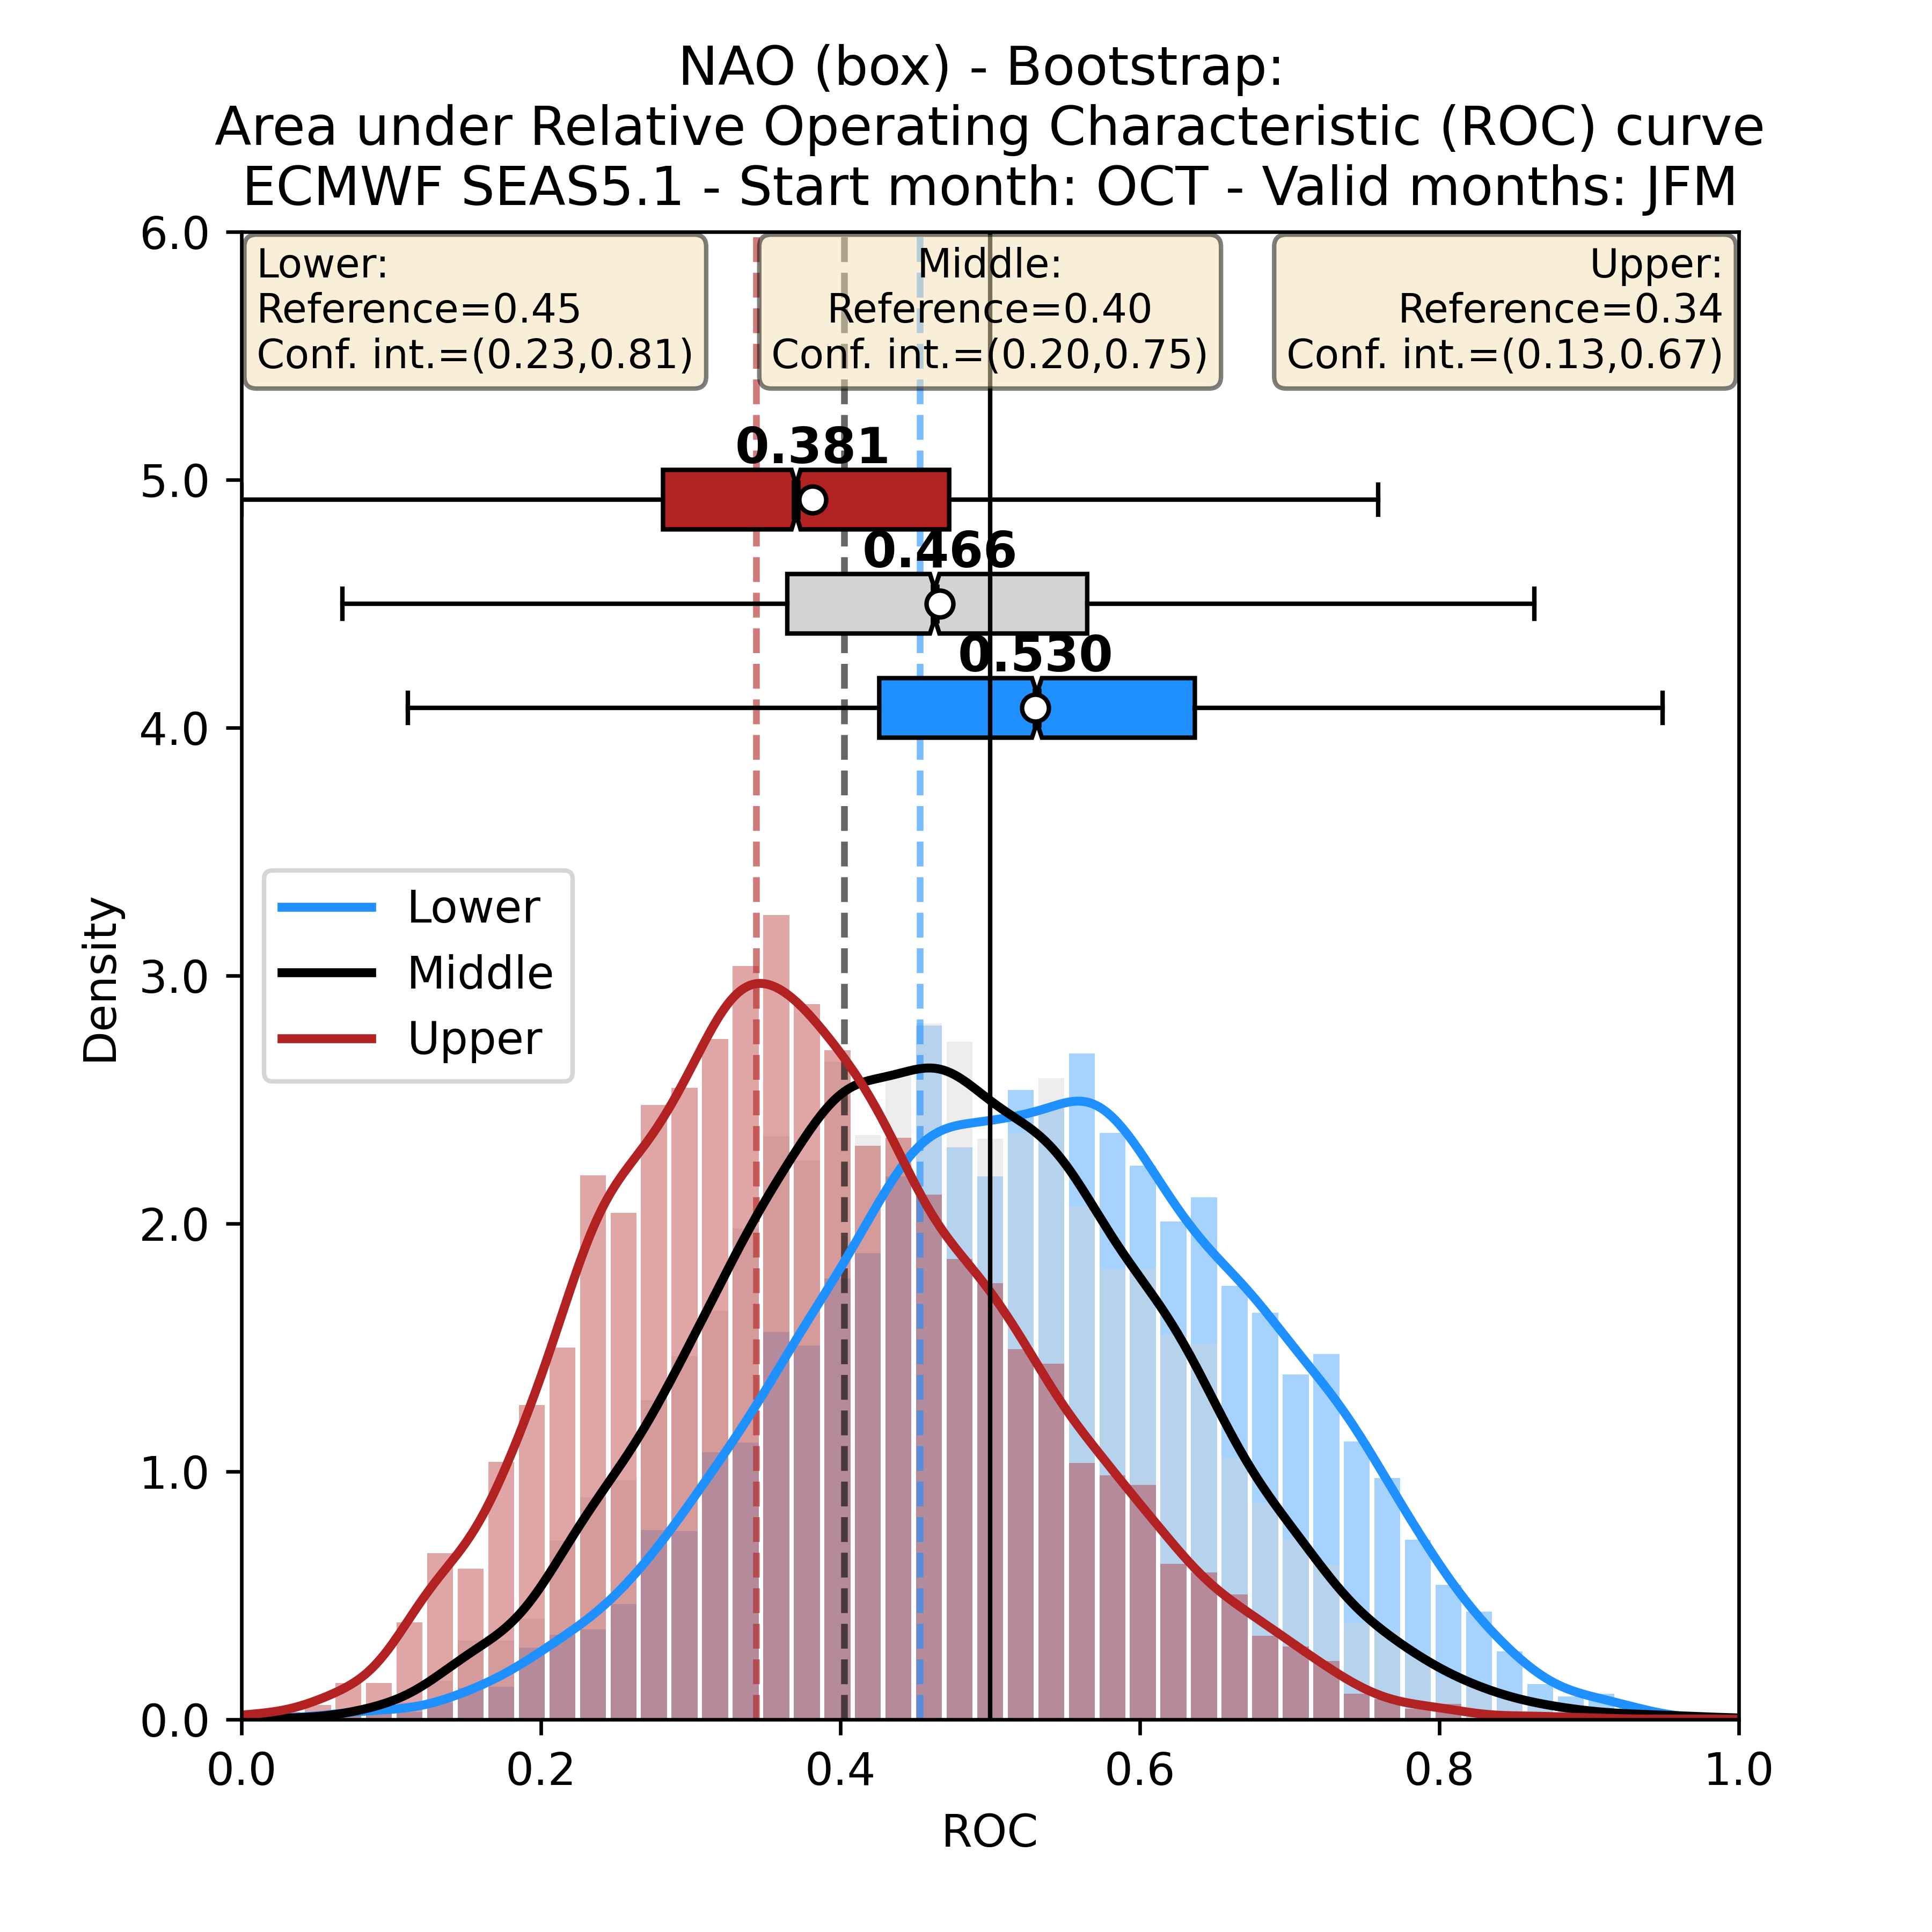 NAO (box) - Bootstrap:
Area under Relative Operating Characteristic (ROC) curve
ECMWF SEAS5.1 - Start month: OCT - Valid months: JFM
Lower:
Reference=0.45
Conf. int.=(0.23,0.81)
Middle:
Reference=0.40
Conf. int.=(0.20,0.75)
Upper:
Reference=0.34
Conf. int.=(0.13,0.67)
0.381
0.466
0.530
Lower
Middle
Upper
Density
6.0
5.0
4.0
3.0
2.0
1.0
0.0
0.0 0.2 0.4 0.6 0.8 1.0
ROC